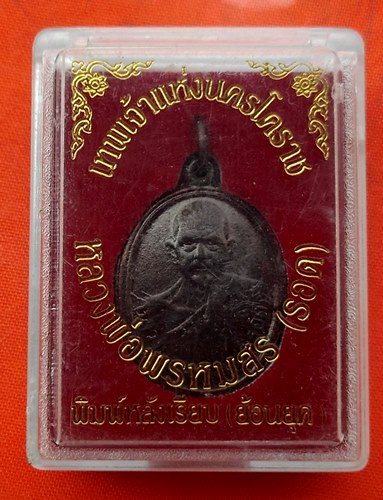 เทพเจ้าแห่งนครโคราช
หลวงพ่อพรหมสร (รอด)
พิมพ์หลังเรียบ (ย้อนยุค